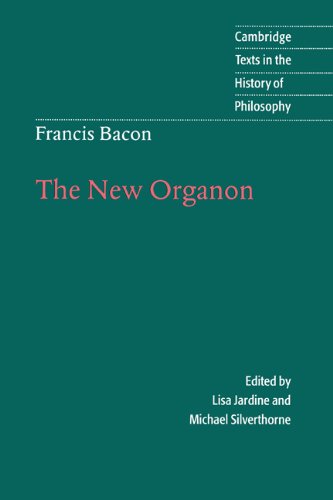 Cambridge
Texts in the
History of
Philosophy
Francis Bacon
The New Organon
Edited by
Lisa Jardine and
Michael Silverthorne